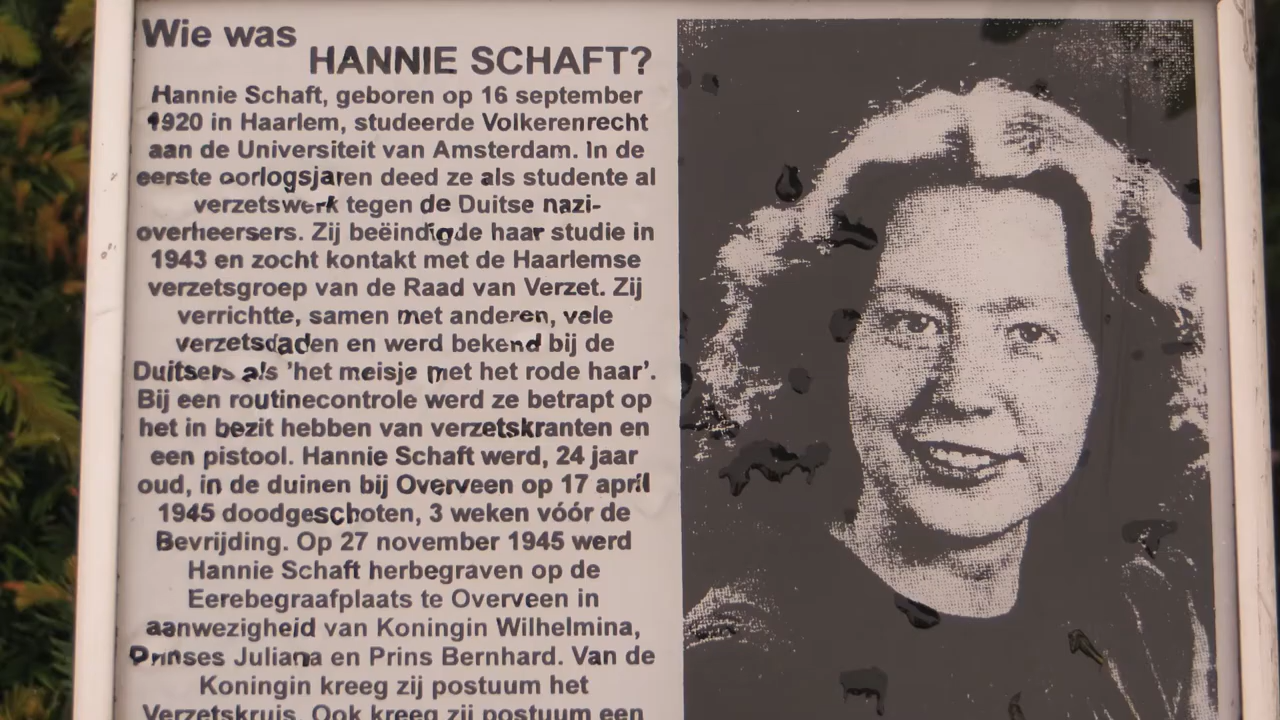 Wie was
HANNIE SCHAFT?
Hannie Schaft, geboren op 16 september
1920 in Haarlem, studeerde Volkerenrecht
aan de Universiteit van Amsterdam. In de
eerste oorlogsjaren deed ze als studente al
verzetswerk tegen de Duitse nazi-
overheersers. Zij beëindigde haar studie in
1943 en zocht kontakt met de Haarlemse
verzetsgroep van de Raad van Verzet. Zij
verrichtte, samen met anderen, vele
verzetsdaden en werd bekend bij de
Duitsers als 'het meisje met het rode haar'.
Bij een routinecontrole werd ze betrapt op
het in bezit hebben van verzetskranten en
een pistool. Hannie Schaft werd, 24 jaar
oud, in de duinen bij Overveen op 17 april
1945 doodgeschoten, 3 weken vóór de
Bevrijding. Op 27 november 1945 werd
Hannie Schaft herbegraven op de
Eerebegraafplaats te Overveen in
aanwezigheid van Koningin Wilhelmina,
Prinses Juliana en Prins Bernhard. Van de
Koningin kreeg zij postuum het
Verzetskruis. Ook kreeg zij postuum een